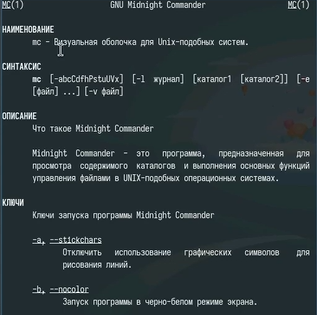 MC(1) GNU Midnight Commander MC(1)
НАИМЕНОВАНИЕ
mc - Визуальная оболочка для Unix-подобных систем.
СИНТАКСИС
mc [-abcCdfhPstuUVx] [-l журнал] [каталог1 [каталог2]] [-e
[файл] ...] [-v файл]
ОПИСАНИЕ
Что такое Midnight Commander
Midnight Commander - это программа, предназначенная для
просмотра содержимого каталогов и выполнения основных функций
управления файлами в UNIX-подобных операционных системах.
КЛЮЧИ
Ключи запуска программы Midnight Commander
-a, --stickchars
Отключить использование графических символов для
рисования линий.
-b, --nocolor
Запуск программы в черно-белом режиме экрана.